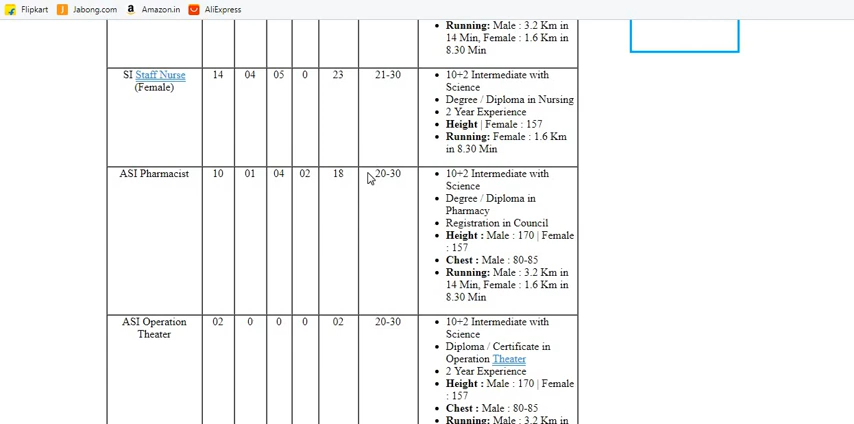 Flipkart Jabong.com Amazon.in AliExpress
• Running: Male : 3.2 Km in
14 Min, Female : 1.6 Km in
8.30 Min
SI Staff Nurse 14 04 05 0 23 21-30 • 10+2 Intermediate with
(Female) Science
• Degree / Diploma in Nursing
• 2 Year Experience
• Height | Female : 157
• Running: Female : 1.6 Km
in 8.30 Min
ASI Pharmacist 10 01 04 02 18 20-30 • 10+2 Intermediate with
Science
• Degree / Diploma in
Pharmacy
• Registration in Council
• Height : Male : 170 | Female
: 157
• Chest : Male : 80-85
• Running: Male : 3.2 Km in
14 Min, Female : 1.6 Km in
8.30 Min
ASI Operation 02 0 0 0 02 20-30 • 10+2 Intermediate with
Theater Science
• Diploma / Certificate in
Operation Theater
• 2 Year Experience
• Height : Male : 170 | Female
: 157
• Chest : Male : 80-85
• Running: Male : 3.2 Km in